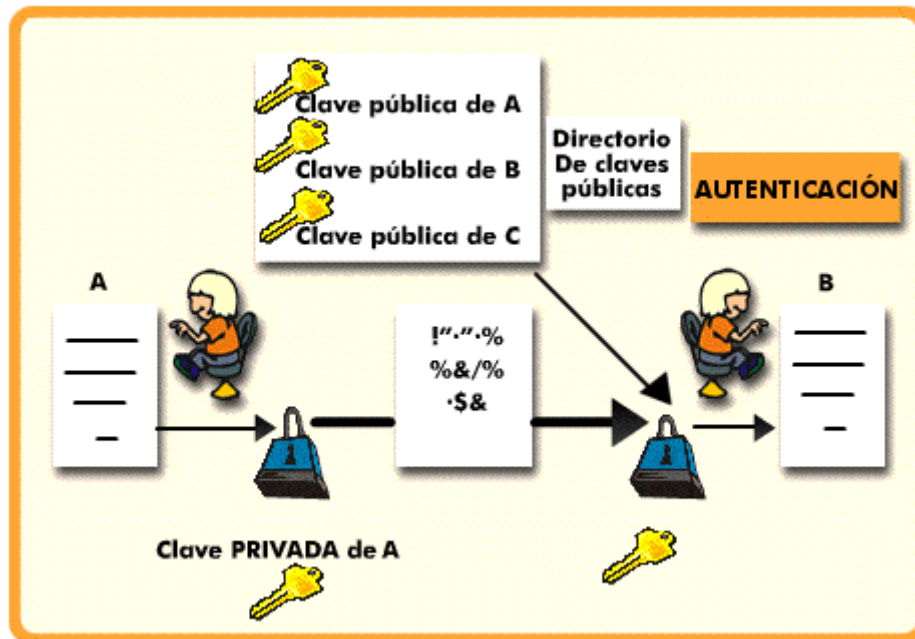 Clave pública de A
Clave pública de B
Clave pública de C
Directorio
De claves
públicas
AUTENTICACIÓN
A
B
!"·"·%
%&/%
·$&
Clave PRIVADA de A